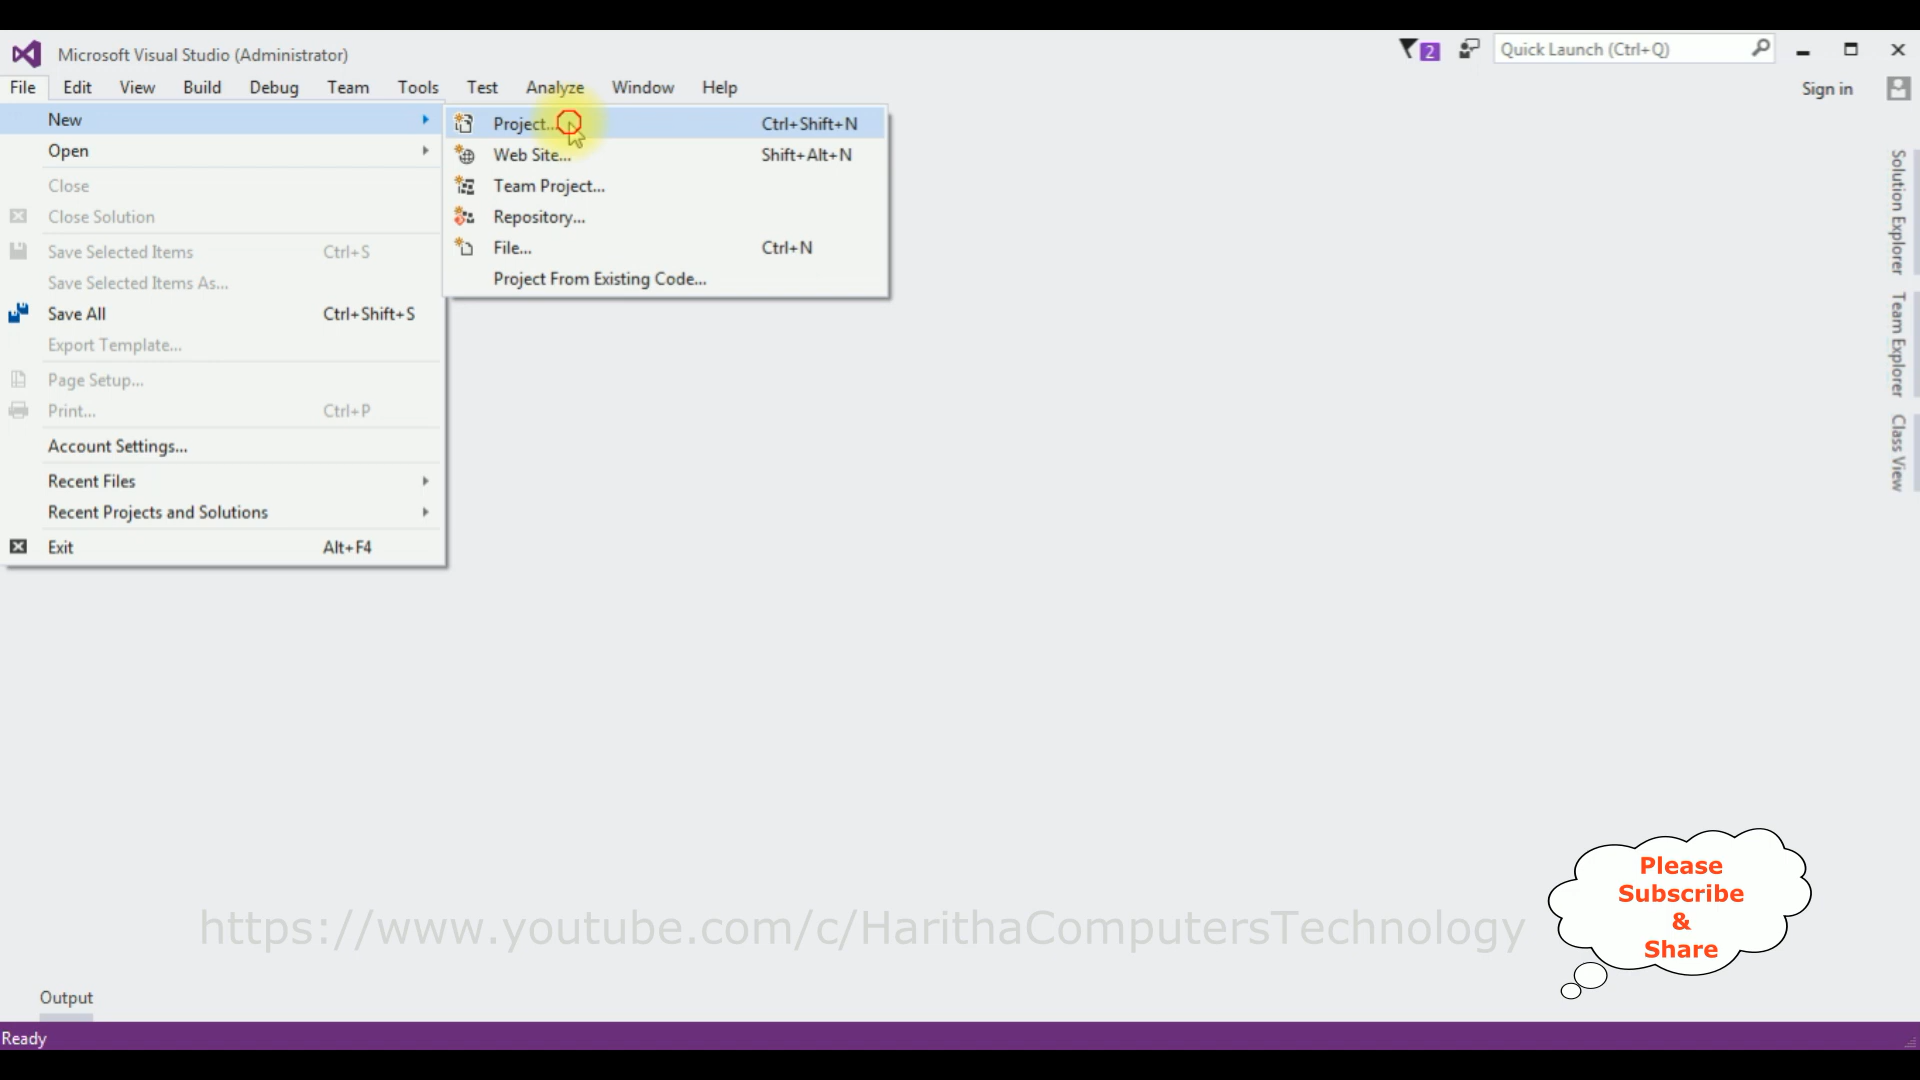 Microsoft Visual Studio (Administrator)
2
Quick Launch (Ctrl+Q)
File Edit View Build Debug Team Tools Test Analyze Window Help
Sign in
New
Open
Close
Close Solution
Save Selected Items Ctrl+S
Save Selected Items As...
Save All Ctrl+Shift+S
Export Template...
Page Setup...
Print... Ctrl+P
Account Settings...
Recent Files
Recent Projects and Solutions
Exit Alt+F4
Project... Ctrl+Shift+N
Web Site... Shift+Alt+N
Team Project...
Repository...
File... Ctrl+N
Project From Existing Code...
Solution Explorer
Team Explorer
Class View
Please
Subscribe
&
Share
https://www.youtube.com/c/HarithaComputersTechnology
Output
Ready